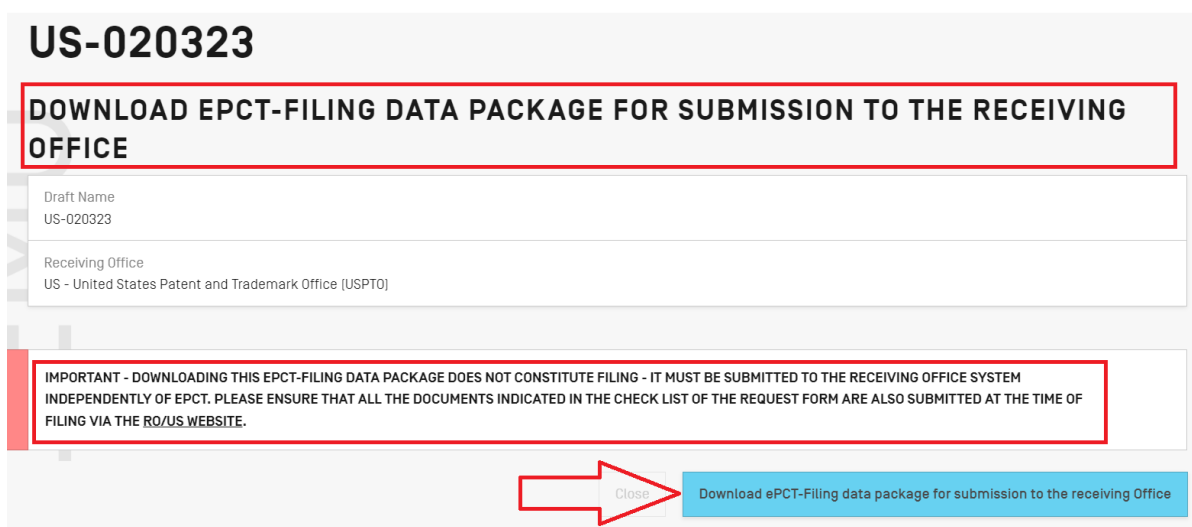 US-020323
DOWNLOAD EPCT-FILING DATA PACKAGE FOR SUBMISSION TO THE RECEIVING
OFFICE
Draft Name
US-020323
Receiving Office
US - United States Patent and Trademark Office (USPTO)
IMPORTANT - DOWNLOADING THIS EPCT-FILING DATA PACKAGE DOES NOT CONSTITUTE FILING - IT MUST BE SUBMITTED TO THE RECEIVING OFFICE SYSTEM
INDEPENDENTLY OF EPCT. PLEASE ENSURE THAT ALL THE DOCUMENTS INDICATED IN THE CHECK LIST OF THE REQUEST FORM ARE ALSO SUBMITTED AT THE TIME OF
FILING VIA THE RO/US WEBSITE.
Close
Download ePCT-Filing data package for submission to the receiving Office